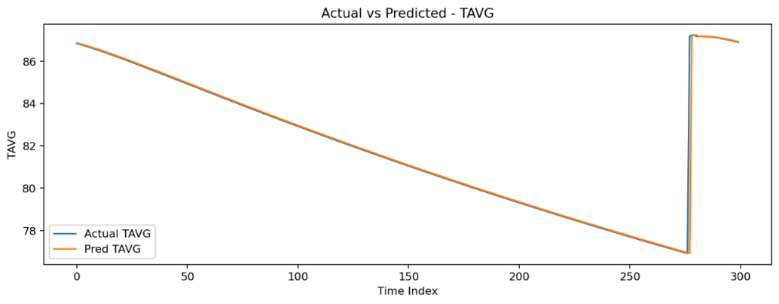 Actual vs Predicted - TAVG
TAVG
86
84
82
80
78
Actual TAVG
Pred TAVG
0 50 100 150 200 250 300
Time Index